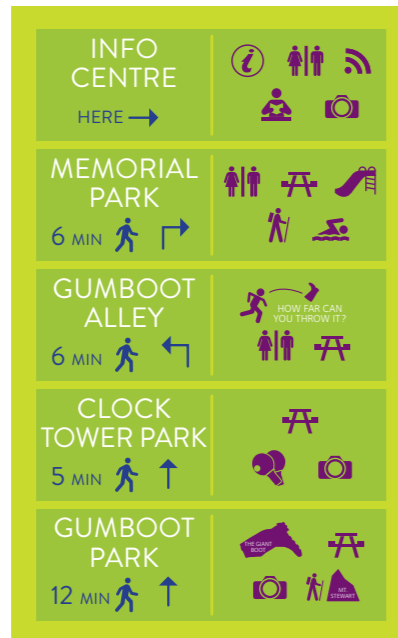 INFO
CENTRE
HERE
MEMORIAL
PARK
6 MIN
GUMBOOT
ALLEY
6 MIN
HOW FAR CAN
YOU THROW IT?
CLOCK
TOWER PARK
5 MIN
GUMBOOT
PARK
12 MIN
THE GIANT
BOOT
MT.
STEWART